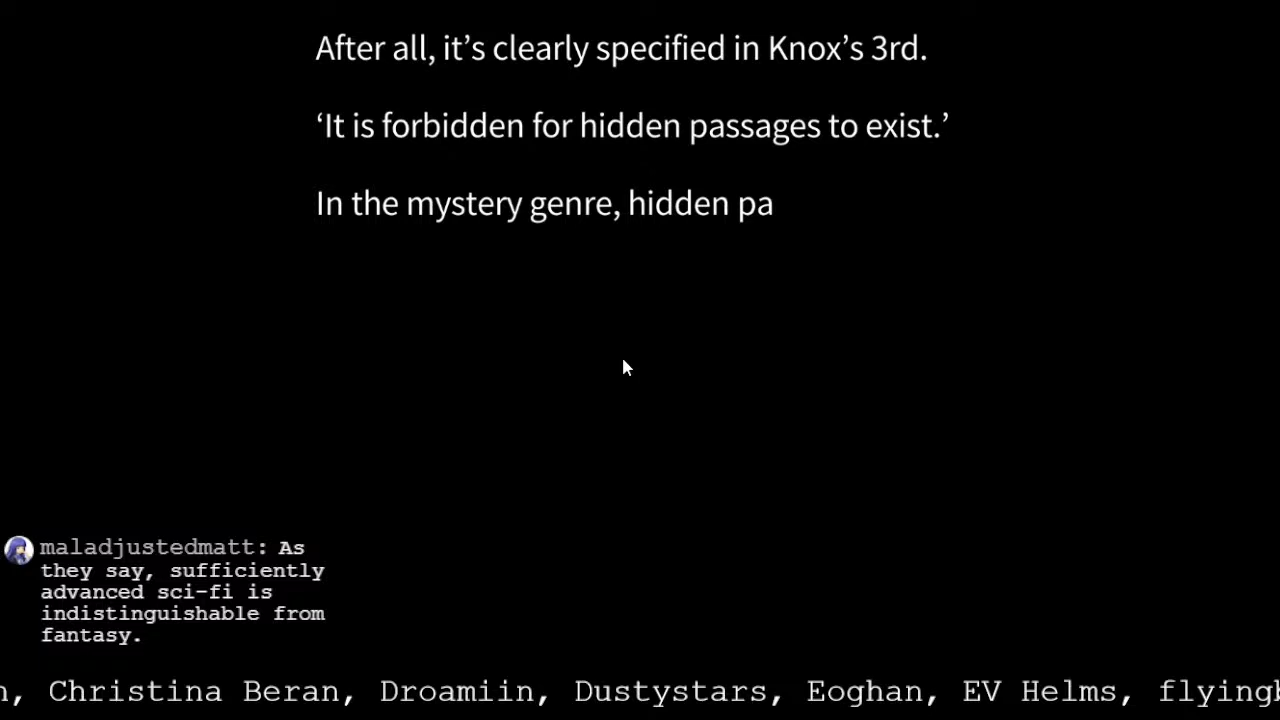 After all, it’s clearly specified in Knox’s 3rd.
‘It is forbidden for hidden passages to exist.’
In the mystery genre, hidden pa
maladjustedmatt: As
they say, sufficiently
advanced sci-fi is
indistinguishable from
fantasy.
n, Christina Beran, Droamiin, Dustystars, Eoghan, EV Helms, flying